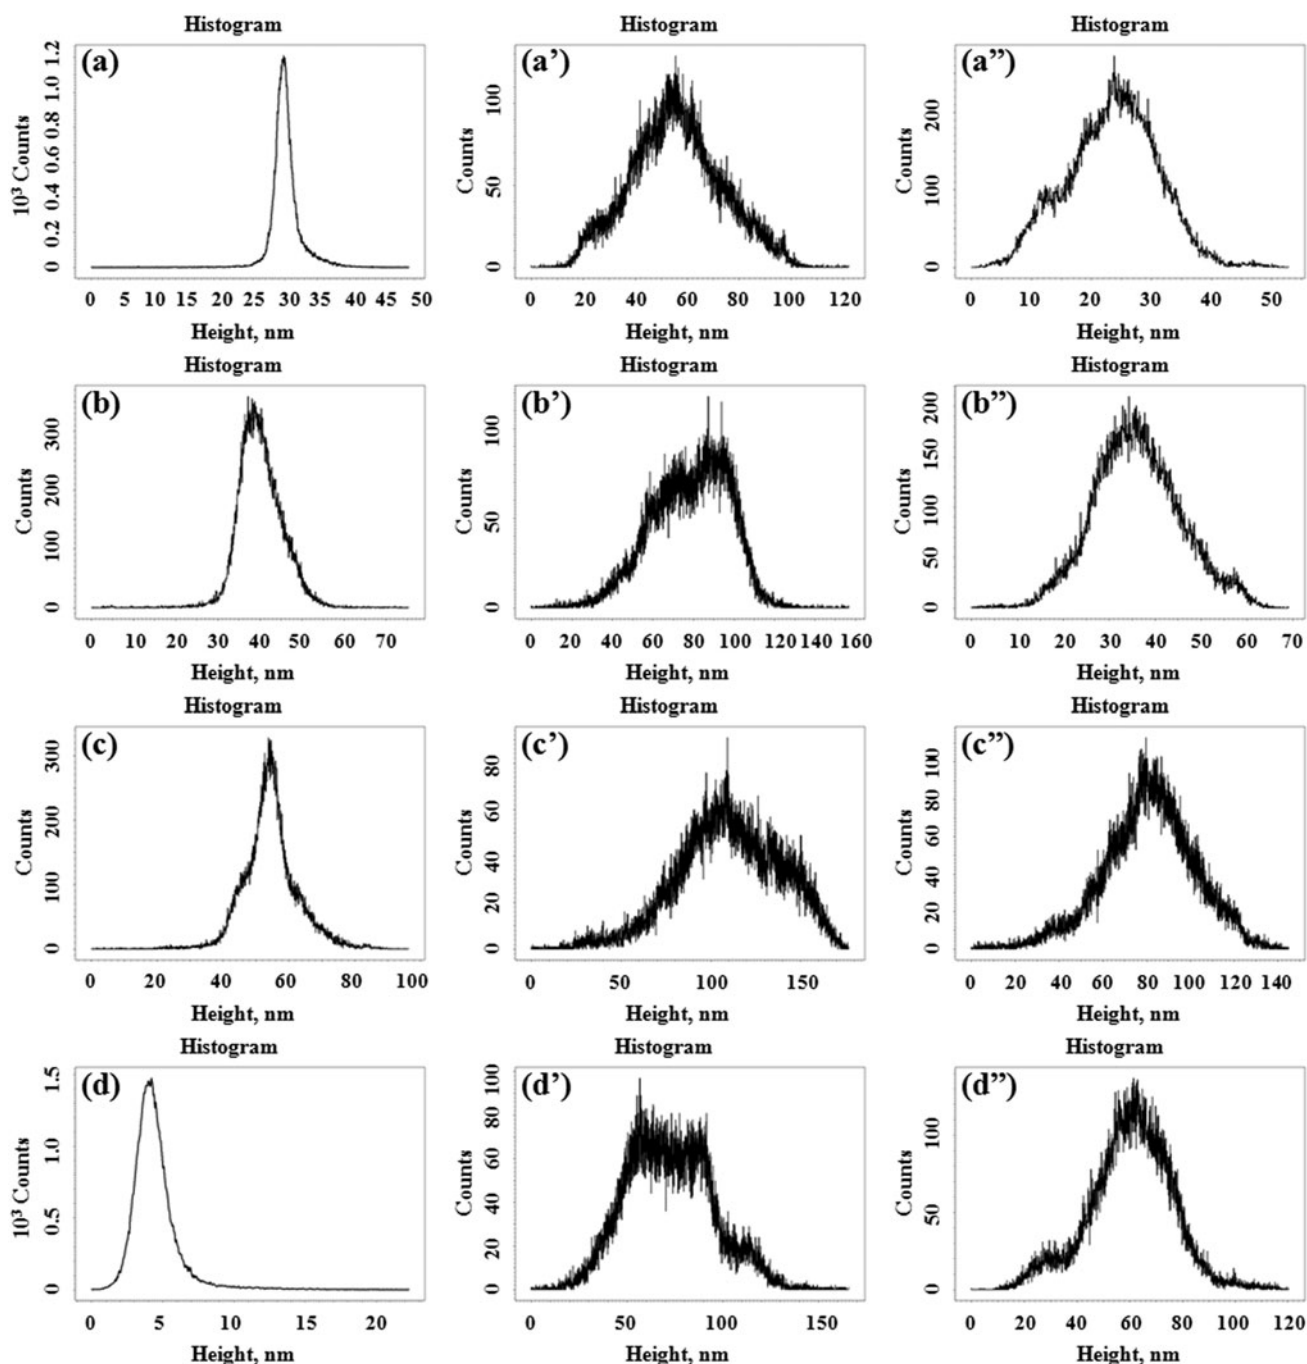 Histogram Histogram Histogram
(a) (a’) (a”)
10³ Counts 0 0.2 0.4 0.6 0.8 1.0 1.2
Counts 0 50 100
Counts 0 100 200
0 5 10 15 20 25 30 35 40 45 50
0 20 40 60 80 100 120
0 10 20 30 40 50
Height, nm Height, nm Height, nm
Histogram Histogram Histogram
(b) (b’) (b”)
Counts 0 100 200 300
Counts 0 50 100
Counts 0 50 100 150 200
0 10 20 30 40 50 60 70
0 20 40 60 80 100 120 140 160
0 10 20 30 40 50 60 70
Height, nm Height, nm Height, nm
Histogram Histogram Histogram
(c) (c’) (c”)
Counts 0 100 200 300
Counts 0 20 40 60 80
Counts 0 20 40 60 80 100
0 20 40 60 80 100
0 50 100 150
0 20 40 60 80 100 120 140
Height, nm Height, nm Height, nm
Histogram Histogram Histogram
(d) (d’) (d”)
10³ Counts 0 0.5 1.0 1.5
Counts 0 20 40 60 80 100
Counts 0 50 100
0 5 10 15 20
0 50 100 150
0 20 40 60 80 100 120
Height, nm Height, nm Height, nm